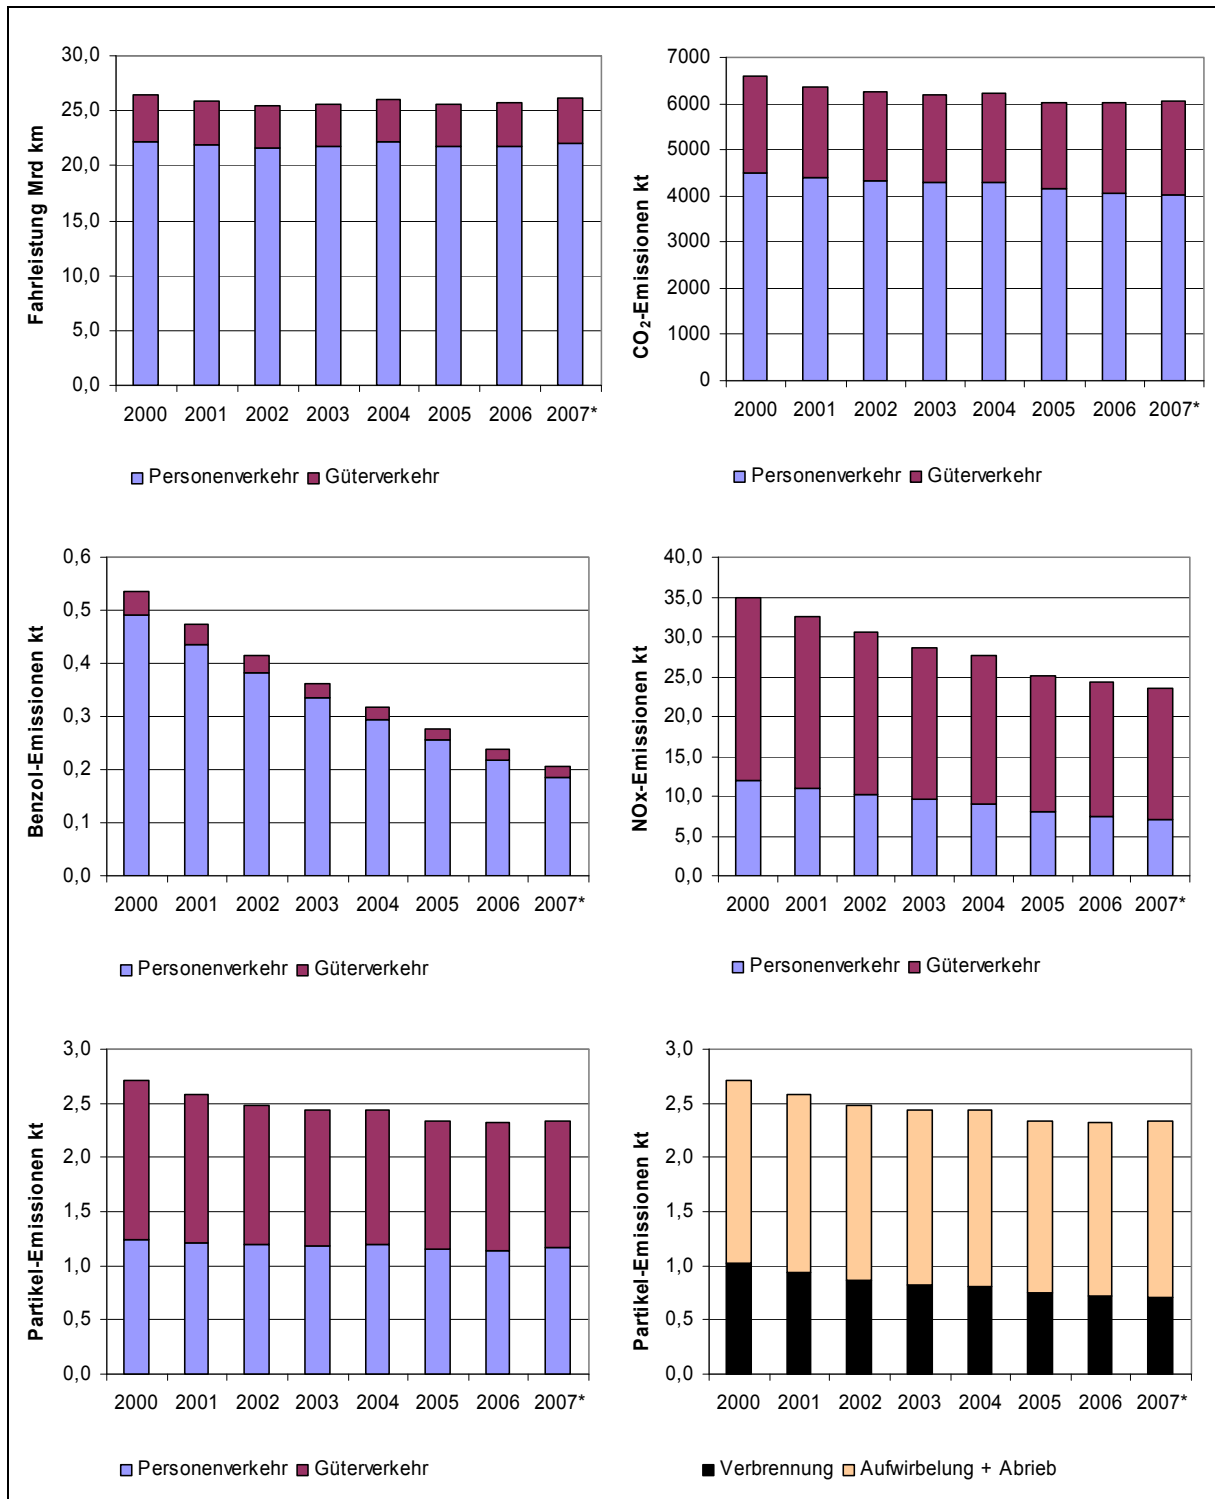 Fahrleistung Mrd km
30,0
25,0
20,0
15,0
10,0
5,0
0,0
2000 2001 2002 2003 2004 2005 2006 2007*
Personenverkehr Güterverkehr
CO₂-Emissionen kt
7000
6000
5000
4000
3000
2000
1000
0
2000 2001 2002 2003 2004 2005 2006 2007*
Personenverkehr Güterverkehr
Benzol-Emissionen kt
0,6
0,5
0,4
0,3
0,2
0,1
0,0
2000 2001 2002 2003 2004 2005 2006 2007*
Personenverkehr Güterverkehr
NOx-Emissionen kt
40,0
35,0
30,0
25,0
20,0
15,0
10,0
5,0
0,0
2000 2001 2002 2003 2004 2005 2006 2007*
Personenverkehr Güterverkehr
Partikel-Emissionen kt
3,0
2,5
2,0
1,5
1,0
0,5
0,0
2000 2001 2002 2003 2004 2005 2006 2007*
Personenverkehr Güterverkehr
Partikel-Emissionen kt
3,0
2,5
2,0
1,5
1,0
0,5
0,0
2000 2001 2002 2003 2004 2005 2006 2007*
Verbrennung Aufwirbelung + Abrieb